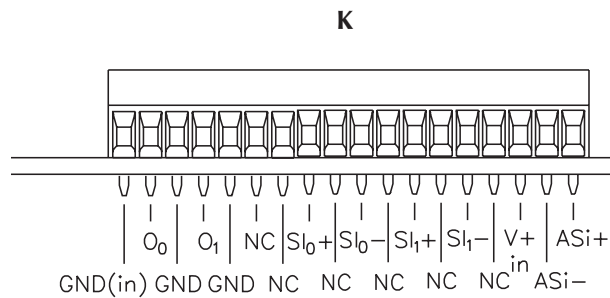 K
O₀ O₁ NC SI₀+ SI₀− SI₁+ SI₁− V+ in ASi+
GND(in) GND GND NC NC NC NC NC ASi−